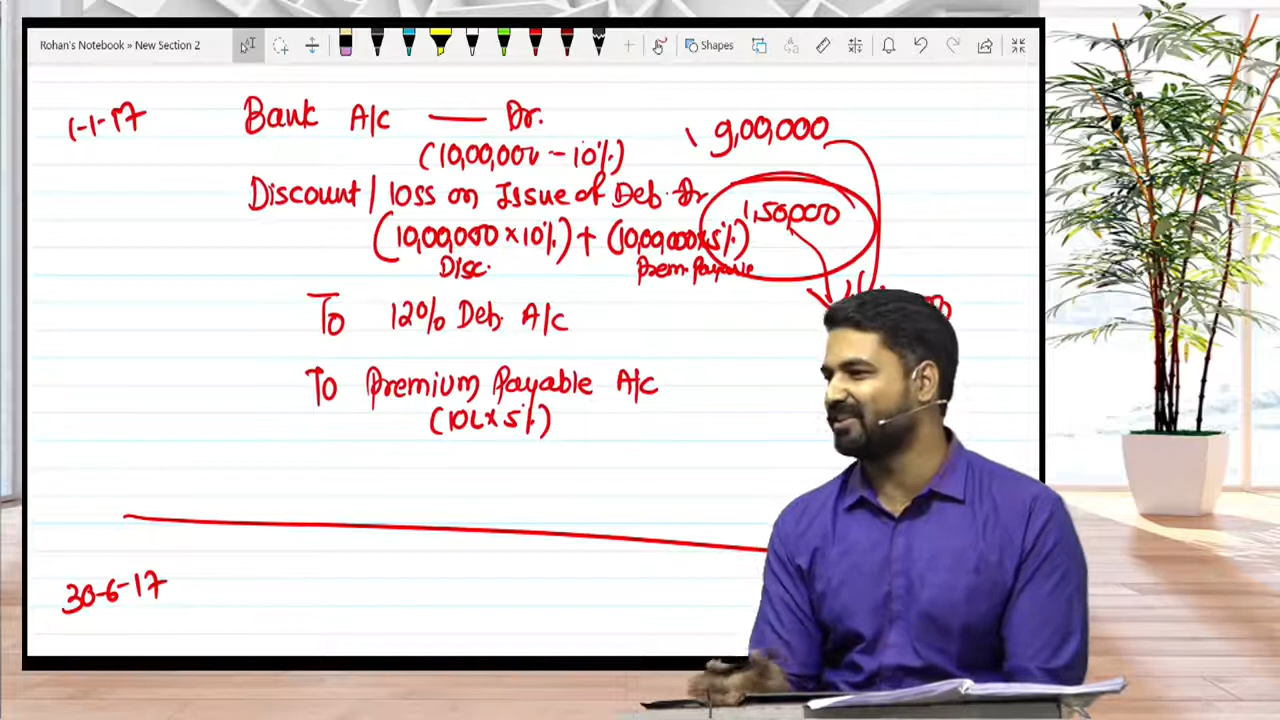 Rohan's Notebook » New Section 2
Shapes
1-1-17 Bank A/c —— Dr. 9,00,000
(10,00,000 - 10%)
Discount / loss on Issue of Deb. Dr 1,50,000
(10,00,000 × 10%) + (10,00,000 × 5%)
Disc. Prem. Payable
To 12% Deb. A/c
To Premium Payable A/c
(10L × 5%)
30-6-17